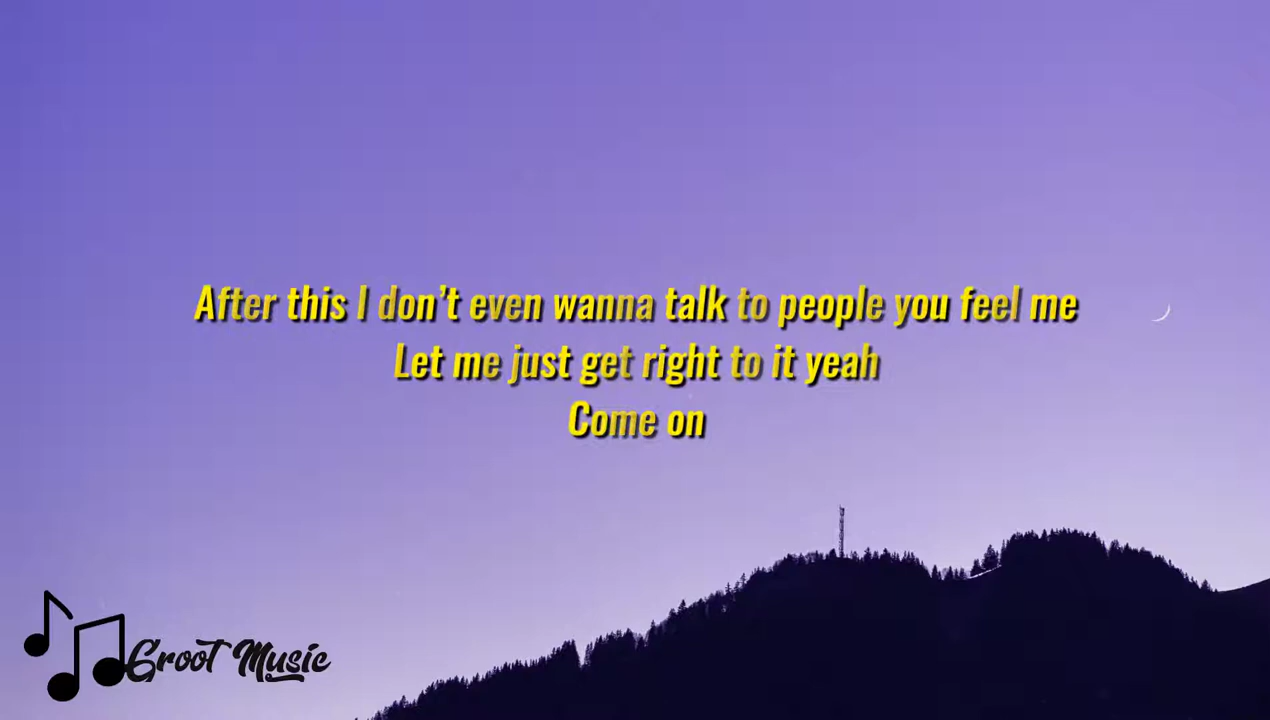 After this I don’t even wanna talk to people you feel me
Let me just get right to it yeah
Come on
Groot Music